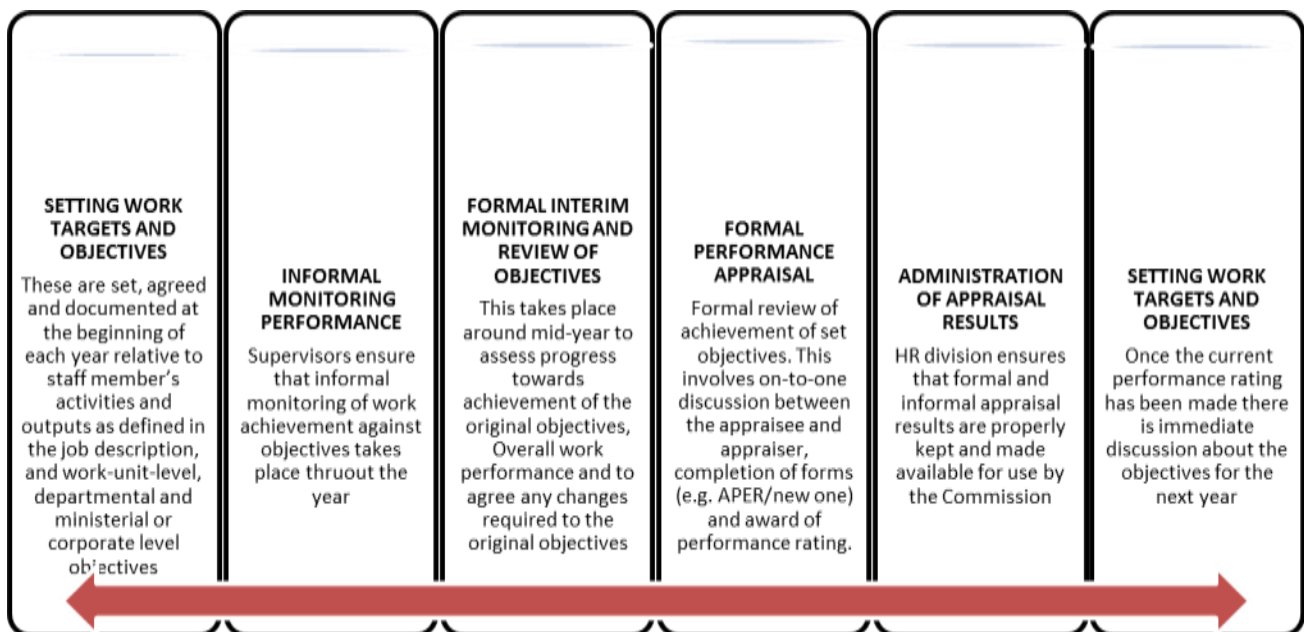 SETTING WORK
TARGETS AND
OBJECTIVES
These are set, agreed
and documented at
the beginning of
each year relative to
staff member's
activities and
outputs as defined in
the job description,
and work-unit-level,
departmental and
ministerial or
corporate level
objectives
INFORMAL
MONITORING
PERFORMANCE
Supervisors ensure
that informal
monitoring of work
achievement against
objectives takes
place thruout the
year
FORMAL INTERIM
MONITORING AND
REVIEW OF
OBJECTIVES
This takes place
around mid-year to
assess progress
towards
achievement of the
original objectives,
Overall work
performance and to
agree any changes
required to the
original objectives
FORMAL
PERFORMANCE
APPRAISAL
Formal review of
achievement of set
objectives. This
involves on-to-one
discussion between
the appraisee and
appraiser,
completion of forms
(e.g. APER/new one)
and award of
performance rating.
ADMINISTRATION
OF APPRAISAL
RESULTS
HR division ensures
that formal and
informal appraisal
results are properly
kept and made
available for use by
the Commission
SETTING WORK
TARGETS AND
OBJECTIVES
Once the current
performance rating
has been made there
is immediate
discussion about the
objectives for the
next year